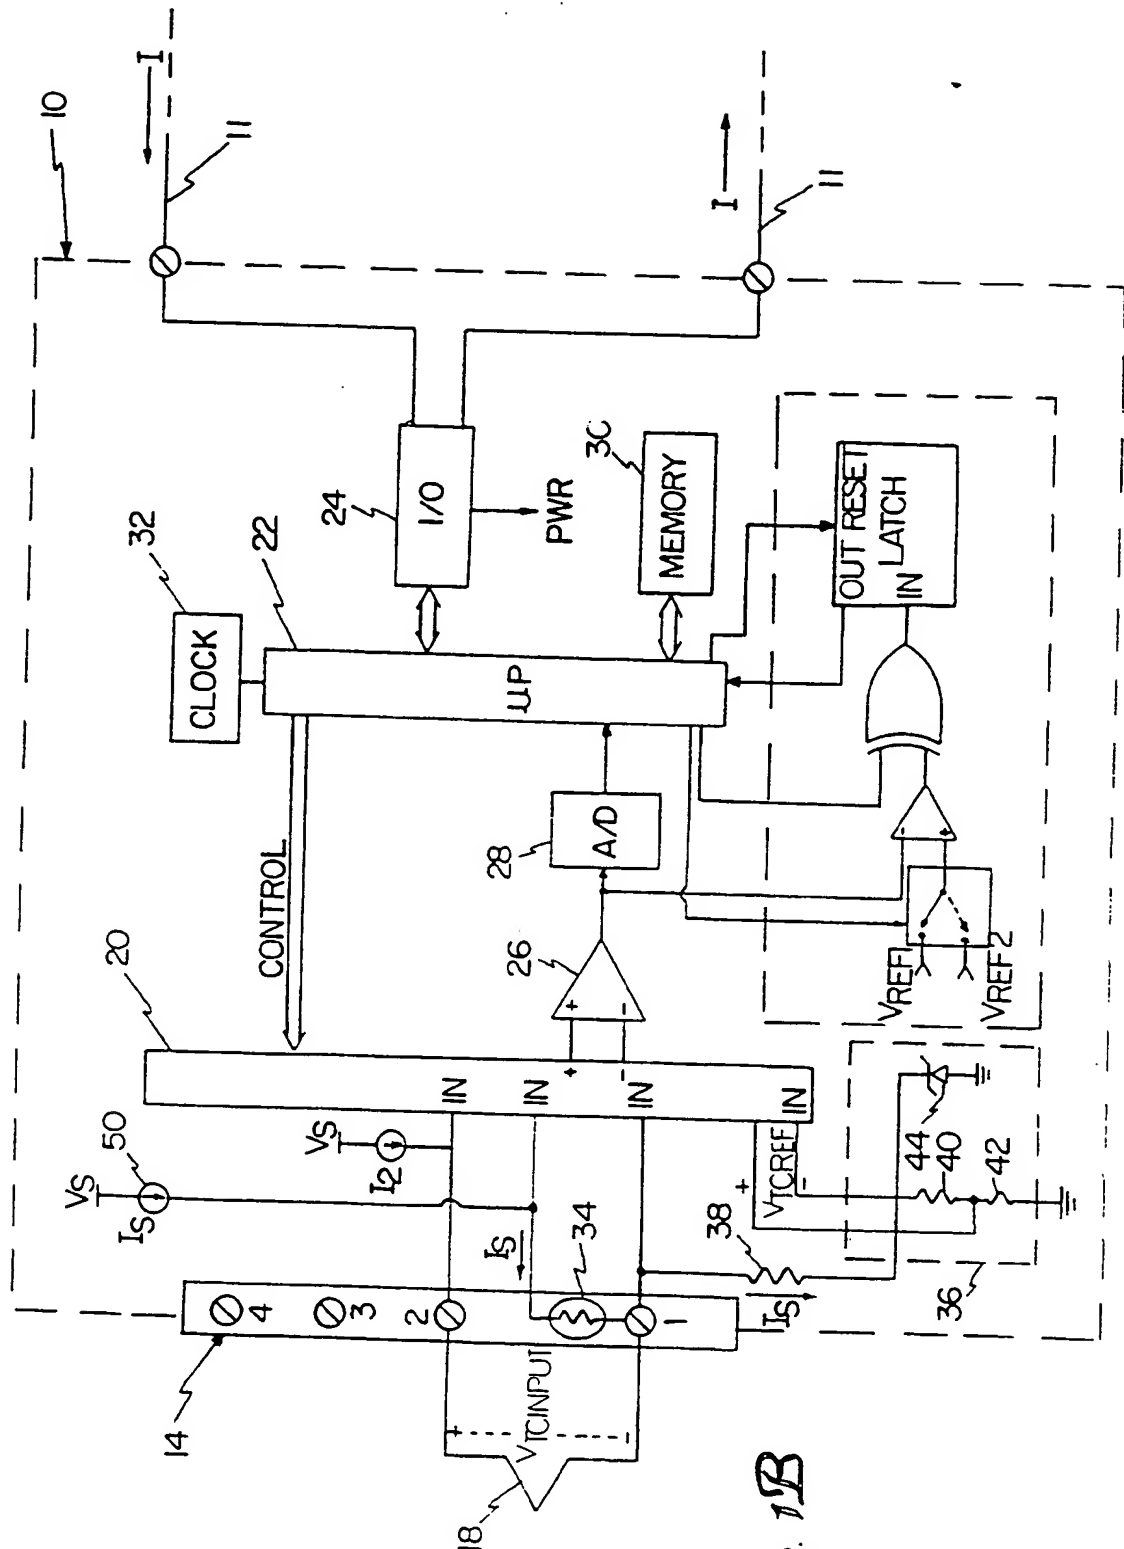 10
I
11
I
11
32
CLOCK
22
24
I/O
PWR
30
MEMORY
µP
OUT RESET
LATCH
IN
CONTROL
28
A/D
20
26
+
-
-
+
VREF1
VREF2
IN
IN
+
-
IN
IN
VS
50
IS
VS
I2
IS
34
38
IS
+
VTCREF
-
44
40
42
36
14
4
3
2
1
+
VTCINPUT
-
18
1B